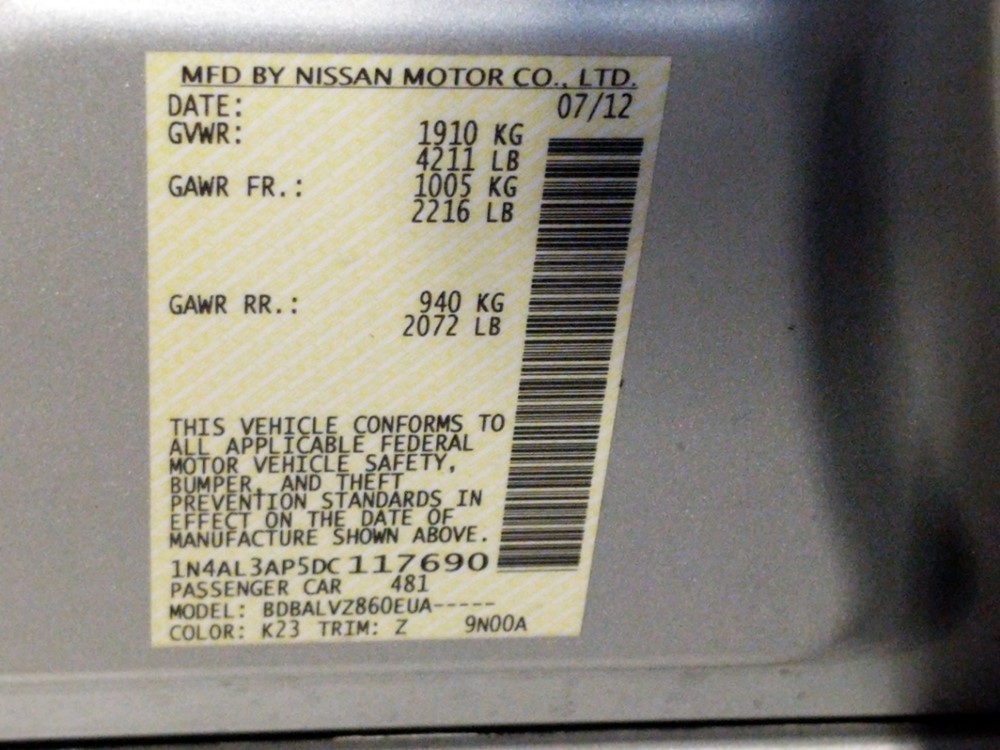 MFD BY NISSAN MOTOR CO., LTD.
DATE: 07/12
GVWR: 1910 KG
4211 LB
GAWR FR.: 1005 KG
2216 LB
GAWR RR.: 940 KG
2072 LB
THIS VEHICLE CONFORMS TO
ALL APPLICABLE FEDERAL
MOTOR VEHICLE SAFETY,
BUMPER, AND THEFT
PREVENTION STANDARDS IN
EFFECT ON THE DATE OF
MANUFACTURE SHOWN ABOVE.
1N4AL3AP5DC117690
PASSENGER CAR 481
MODEL: BDBALVZ860EUA-----
COLOR: K23 TRIM: Z 9N00A